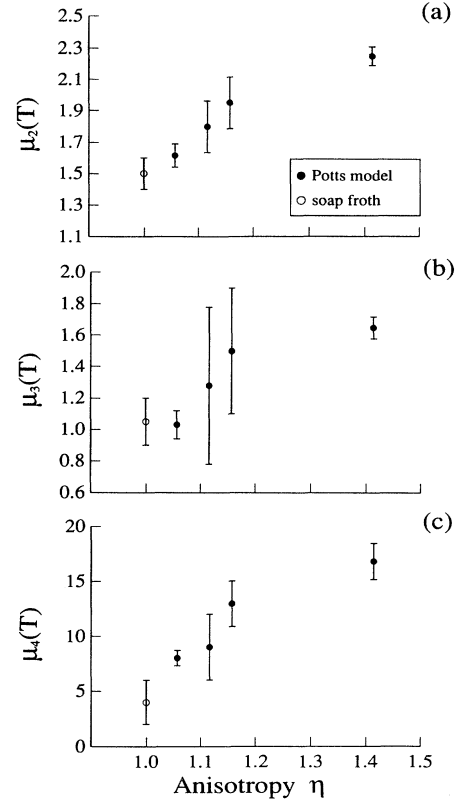 (a)
2.5
2.3
2.1
1.9
1.7
1.5
1.3
1.1
μ2(T)
Potts model
soap froth
(b)
2.0
1.8
1.6
1.4
1.2
1.0
0.8
0.6
μ3(T)
(c)
20
15
10
5
0
μ4(T)
1.0 1.1 1.2 1.3 1.4 1.5
Anisotropy η